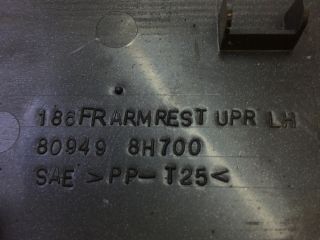 186FR ARMREST UPR LH
80949 8H700
SAE >PP-T25<